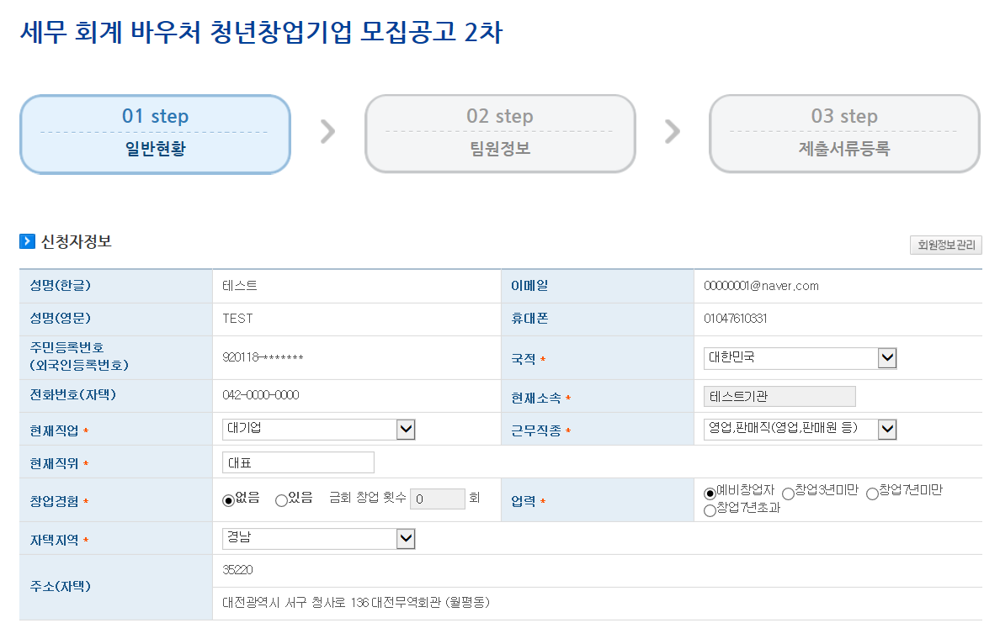 세무 회계 바우처 청년창업기업 모집공고 2차
01 step
일반현황
02 step
팀원정보
03 step
제출서류등록
신청자정보
회원정보관리
성명(한글) 테스트 이메일 00000001@naver.com
성명(영문) TEST 휴대폰 01047610331
주민등록번호
(외국인등록번호) 920118-******* 국적 * 대한민국
전화번호(자택) 042-0000-0000 현재소속 * 테스트기관
현재직업 * 대기업 근무직종 * 영업,판매직(영업,판매원 등)
현재직위 * 대표
창업경험 * 없음 있음 금회 창업 횟수 0 회 업력 * 예비창업자 창업3년미만 창업7년미만
창업7년초과
자택지역 * 경남
주소(자택) 35220
대전광역시 서구 청사로 136 대전무역회관 (월평동)